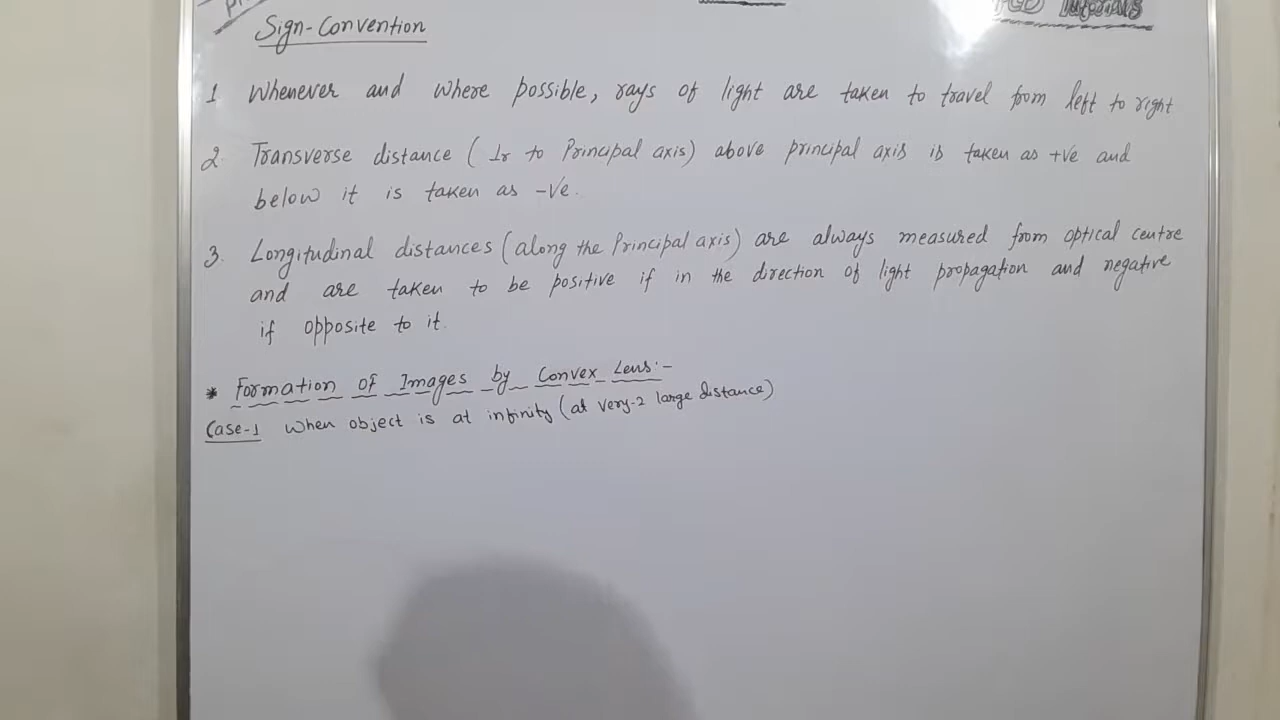 Sign-Convention
1 Whenever and where possible, rays of light are taken to travel from left to right
2. Transverse distance ( ⊥r to Principal axis) above principal axis is taken as +ve and
below it is taken as -ve.
3. Longitudinal distances (along the Principal axis) are always measured from optical centre
and are taken to be positive if in the direction of light propagation and negative
if opposite to it.
* Formation of Images by Convex Lens:-
Case-1 When object is at infinity (at very-2 large distance)